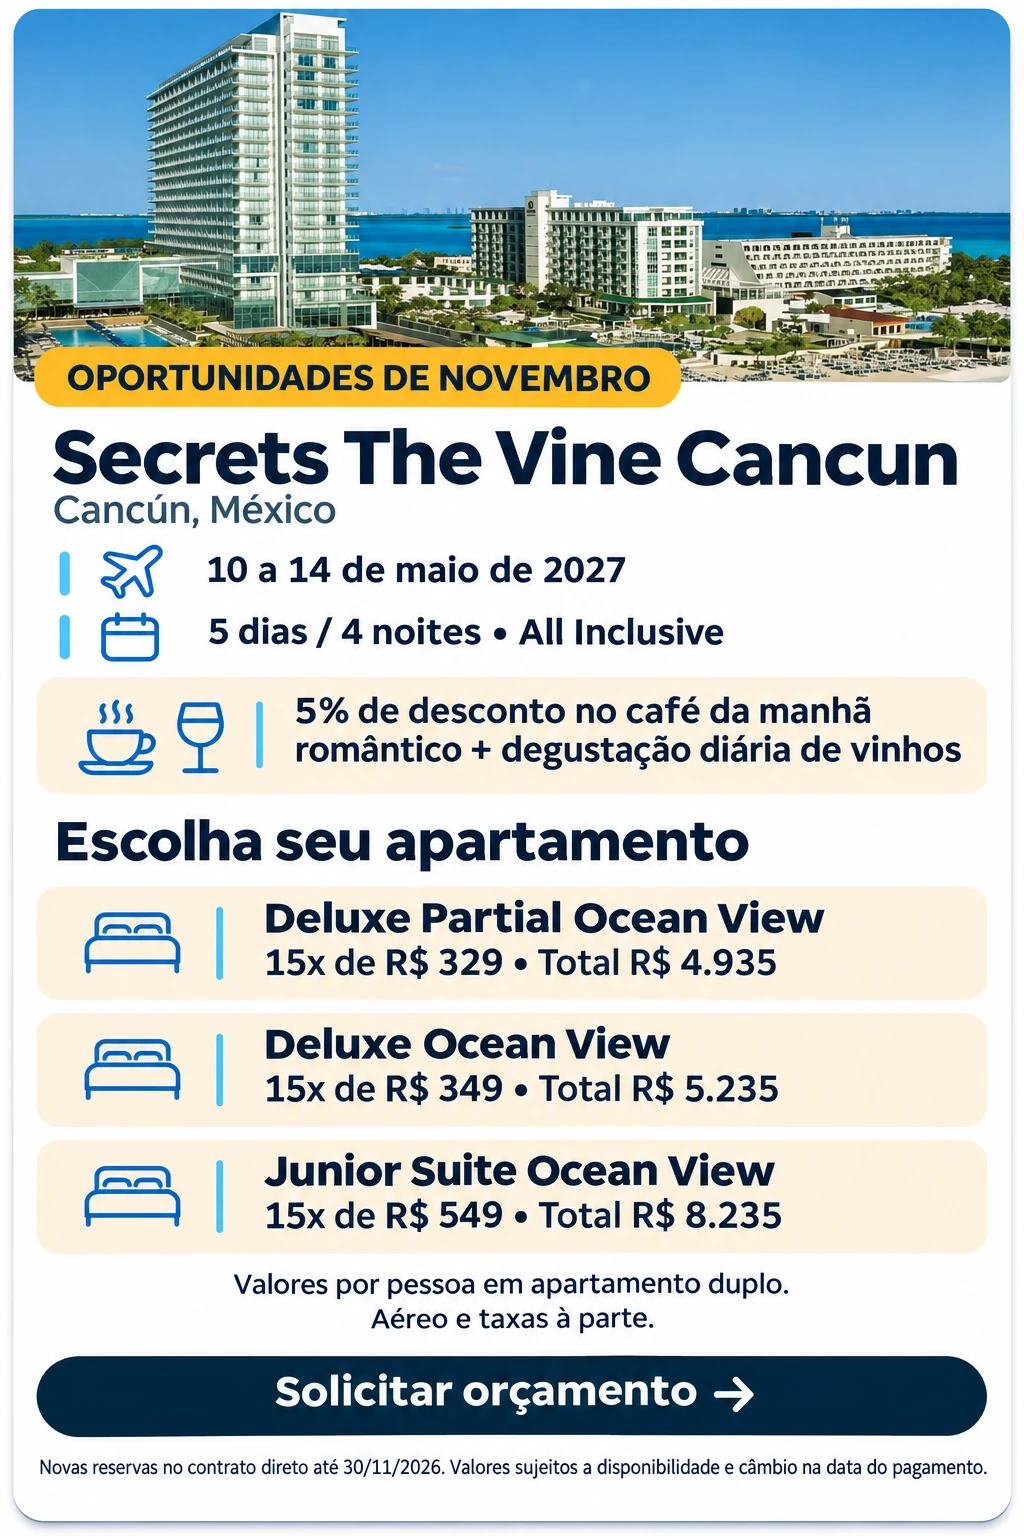 OPORTUNIDADES DE NOVEMBRO
Secrets The Vine Cancun
Cancún, México
10 a 14 de maio de 2027
5 dias / 4 noites • All Inclusive
5% de desconto no café da manhã
romântico + degustação diária de vinhos
Escolha seu apartamento
Deluxe Partial Ocean View
15x de R$ 329 • Total R$ 4.935
Deluxe Ocean View
15x de R$ 349 • Total R$ 5.235
Junior Suite Ocean View
15x de R$ 549 • Total R$ 8.235
Valores por pessoa em apartamento duplo.
Aéreo e taxas à parte.
Solicitar orçamento →
Novas reservas no contrato direto até 30/11/2026. Valores sujeitos a disponibilidade e câmbio na data do pagamento.